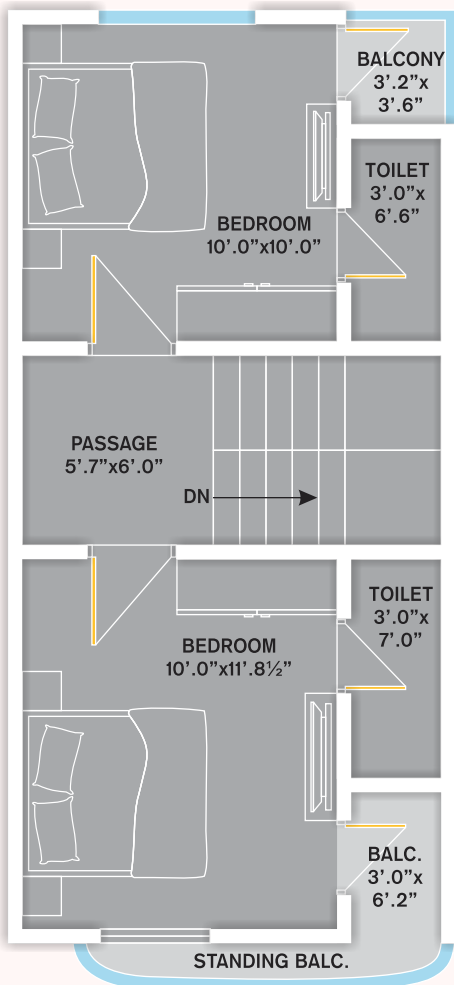 BALCONY
3’.2”x
3’.6”
TOILET
3’.0”x
6’.6”
BEDROOM
10’.0”x10’.0”
PASSAGE
5’.7”x6’.0”
DN
TOILET
3’.0”x
7’.0”
BEDROOM
10’.0”x11’.8½”
BALC.
3’.0”x
6’.2”
STANDING BALC.